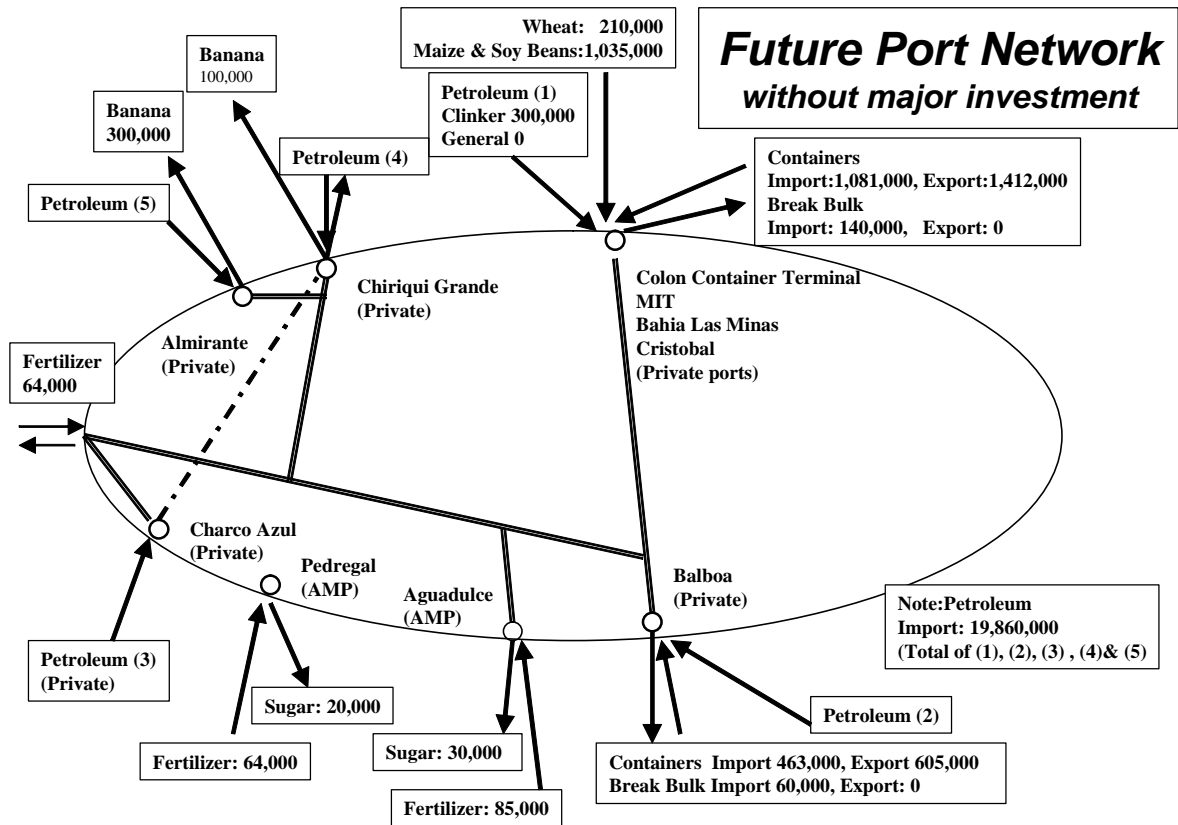 Future Port Network
without major investment
Wheat: 210,000
Maize & Soy Beans:1,035,000
Banana
100,000
Banana
300,000
Petroleum (1)
Clinker 300,000
General 0
Petroleum (4)
Containers
Import:1,081,000, Export:1,412,000
Break Bulk
Import: 140,000, Export: 0
Petroleum (5)
Chiriqui Grande
(Private)
Colon Container Terminal
MIT
Bahia Las Minas
Cristobal
(Private ports)
Almirante
(Private)
Fertilizer
64,000
Charco Azul
(Private)
Pedregal
(AMP)
Aguadulce
(AMP)
Balboa
(Private)
Note:Petroleum
Import: 19,860,000
(Total of (1), (2), (3) , (4)& (5)
Petroleum (3)
(Private)
Sugar: 20,000
Petroleum (2)
Fertilizer: 64,000
Sugar: 30,000
Containers Import 463,000, Export 605,000
Break Bulk Import 60,000, Export: 0
Fertilizer: 85,000